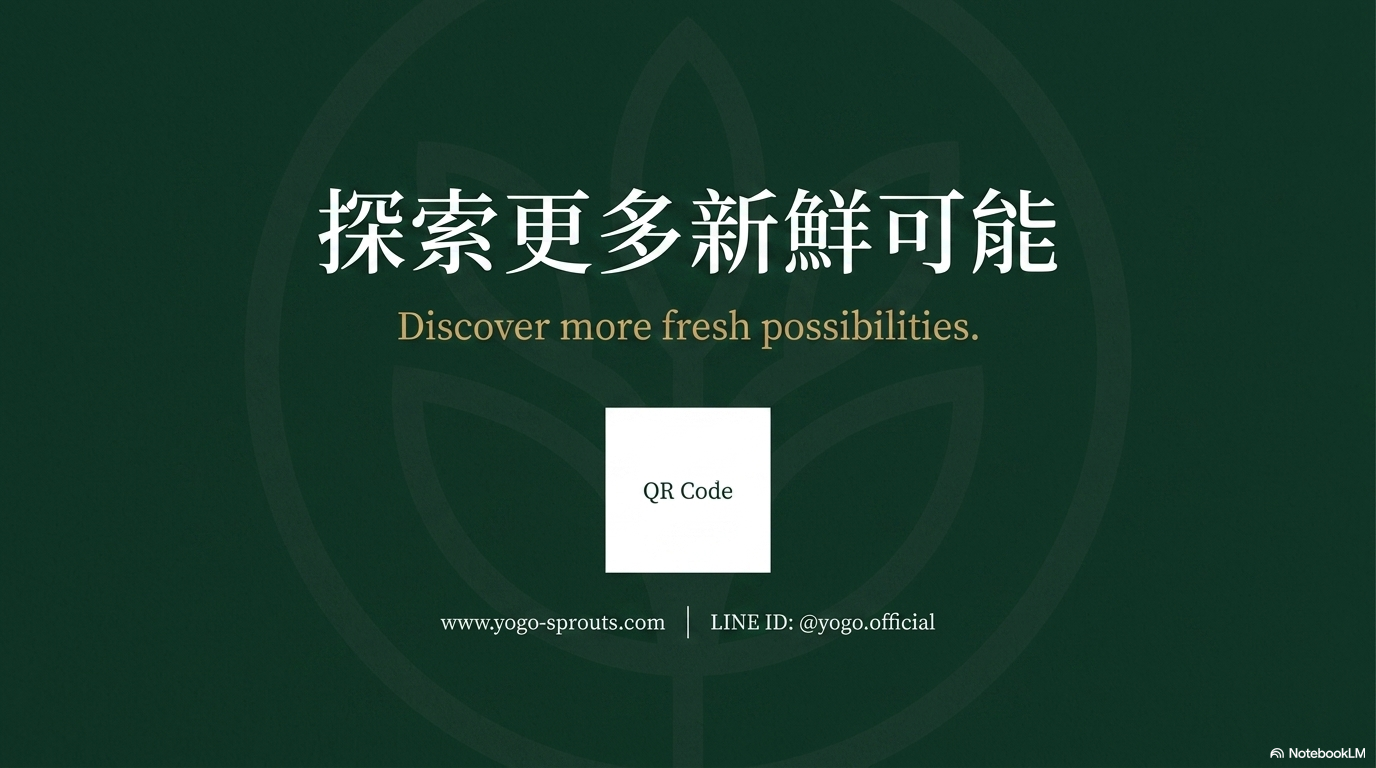 探索更多新鮮可能
Discover more fresh possibilities.
QR Code
www.yogo-sprouts.com | LINE ID: @yogo.official
NotebookLM